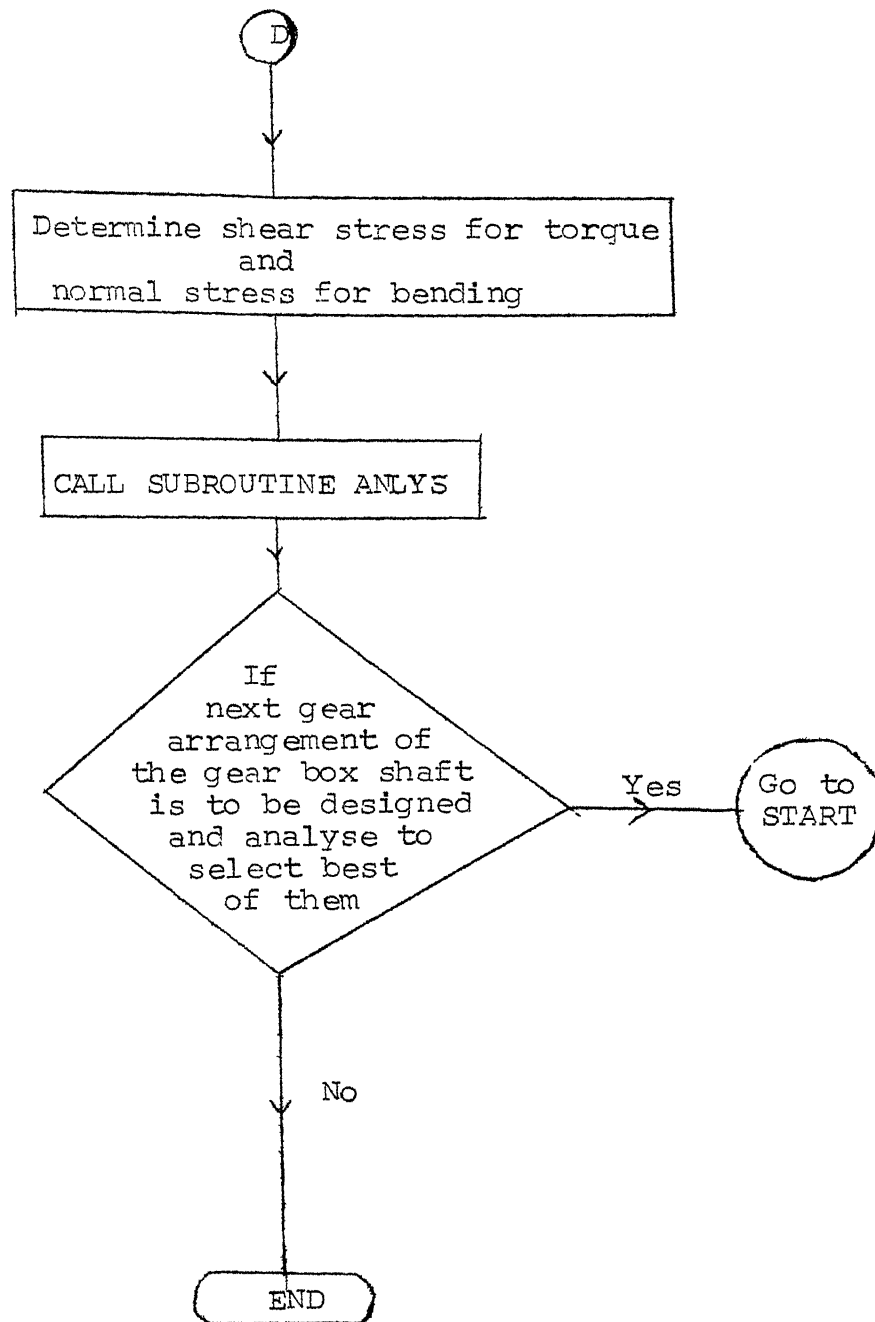 D
Determine shear stress for torque
and
normal stress for bending
CALL SUBROUTINE ANLYS
If
next gear
arrangement of
the gear box shaft
is to be designed
and analyse to
select best
of them
Yes
Go to
START
No
END